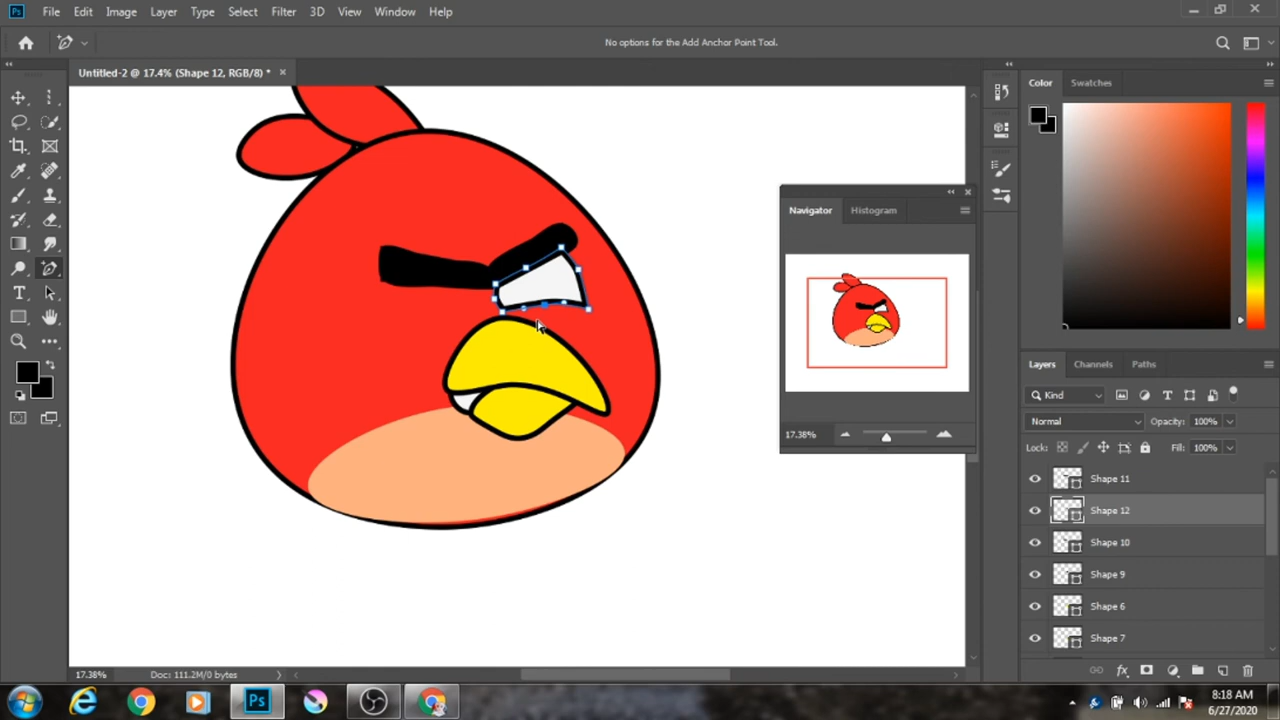 Ps File Edit Image Layer Type Select Filter 3D View Window Help
No options for the Add Anchor Point Tool.
Untitled-2 @ 17.4% (Shape 12, RGB/8) *
Color Swatches
Navigator Histogram
17.38%
Layers Channels Paths
Kind
Normal Opacity: 100%
Lock: Fill: 100%
Shape 11
Shape 12
Shape 10
Shape 9
Shape 6
Shape 7
17.38% Doc: 111.2M/0 bytes
Ps
8:18 AM
6/27/2020